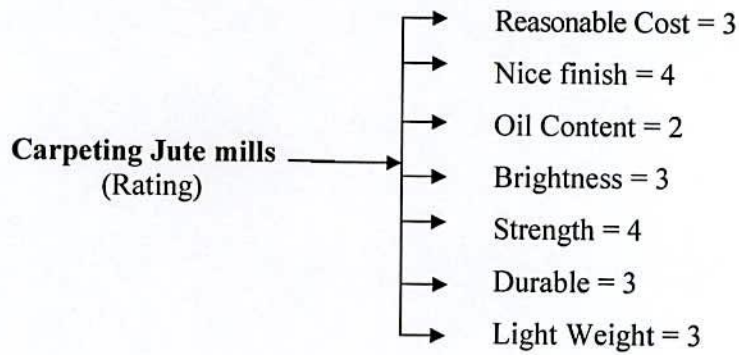 Reasonable Cost = 3
Nice finish = 4
Oil Content = 2
Carpeting Jute mills
(Rating)
Brightness = 3
Strength = 4
Durable = 3
Light Weight = 3